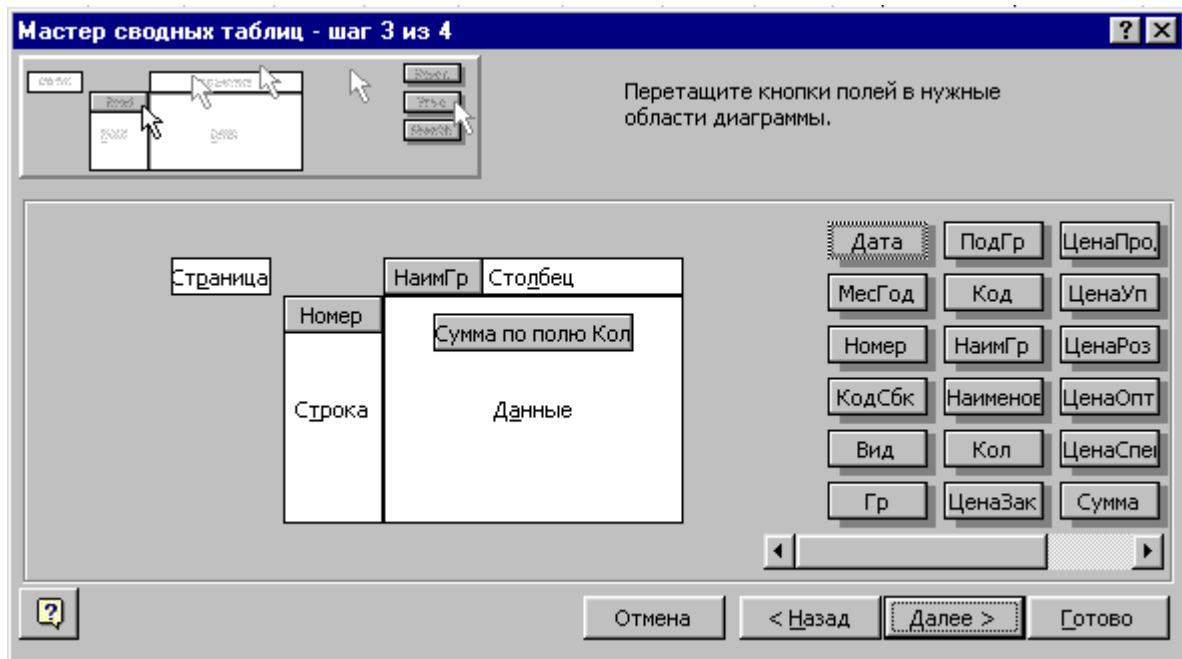 Мастер сводных таблиц - шаг 3 из 4
Перетащите кнопки полей в нужные
области диаграммы.
Страница
НаимГр Столбец
Номер
Сумма по полю Кол
Строка
Данные
Дата ПодГр ЦенаПро
МесГод Код ЦенаУп
Номер НаимГр ЦенаРоз
КодСбк Наименов ЦенаОпт
Вид Кол ЦенаСпе
Гр ЦенаЗак Сумма
Отмена < Назад Далее > Готово